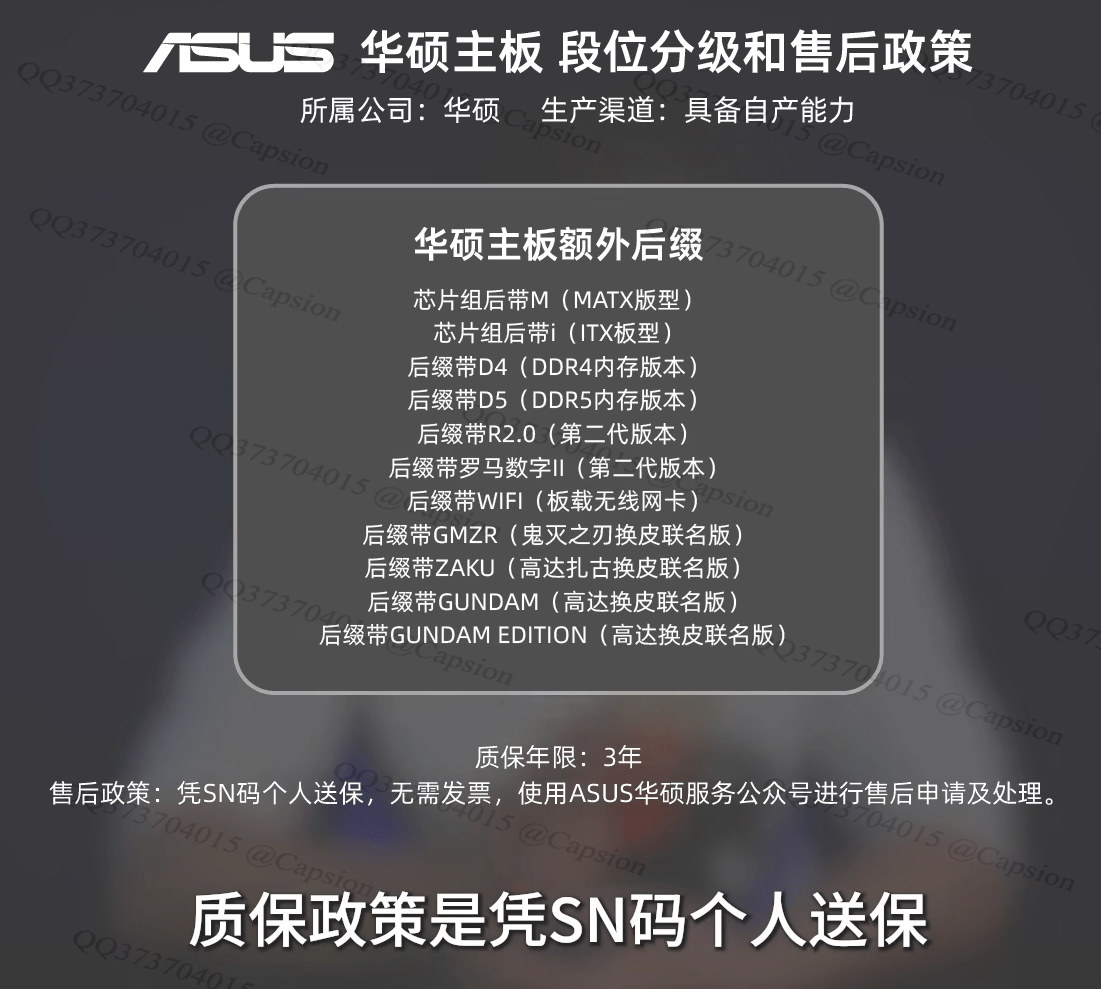 ASUS 华硕主板 段位分级和售后政策
所属公司：华硕 生产渠道：具备自产能力
华硕主板额外后缀
芯片组后带M（MATX版型）
芯片组后带i（ITX板型）
后缀带D4（DDR4内存版本）
后缀带D5（DDR5内存版本）
后缀带R2.0（第二代版本）
后缀带罗马数字II（第二代版本）
后缀带WIFI（板载无线网卡）
后缀带GMZR（鬼灭之刃换皮联名版）
后缀带ZAKU（高达扎古换皮联名版）
后缀带GUNDAM（高达换皮联名版）
后缀带GUNDAM EDITION（高达换皮联名版）
质保年限：3年
售后政策：凭SN码个人送保，无需发票，使用ASUS华硕服务公众号进行售后申请及处理。
质保政策是凭SN码个人送保
QQ373704015 @Capsion